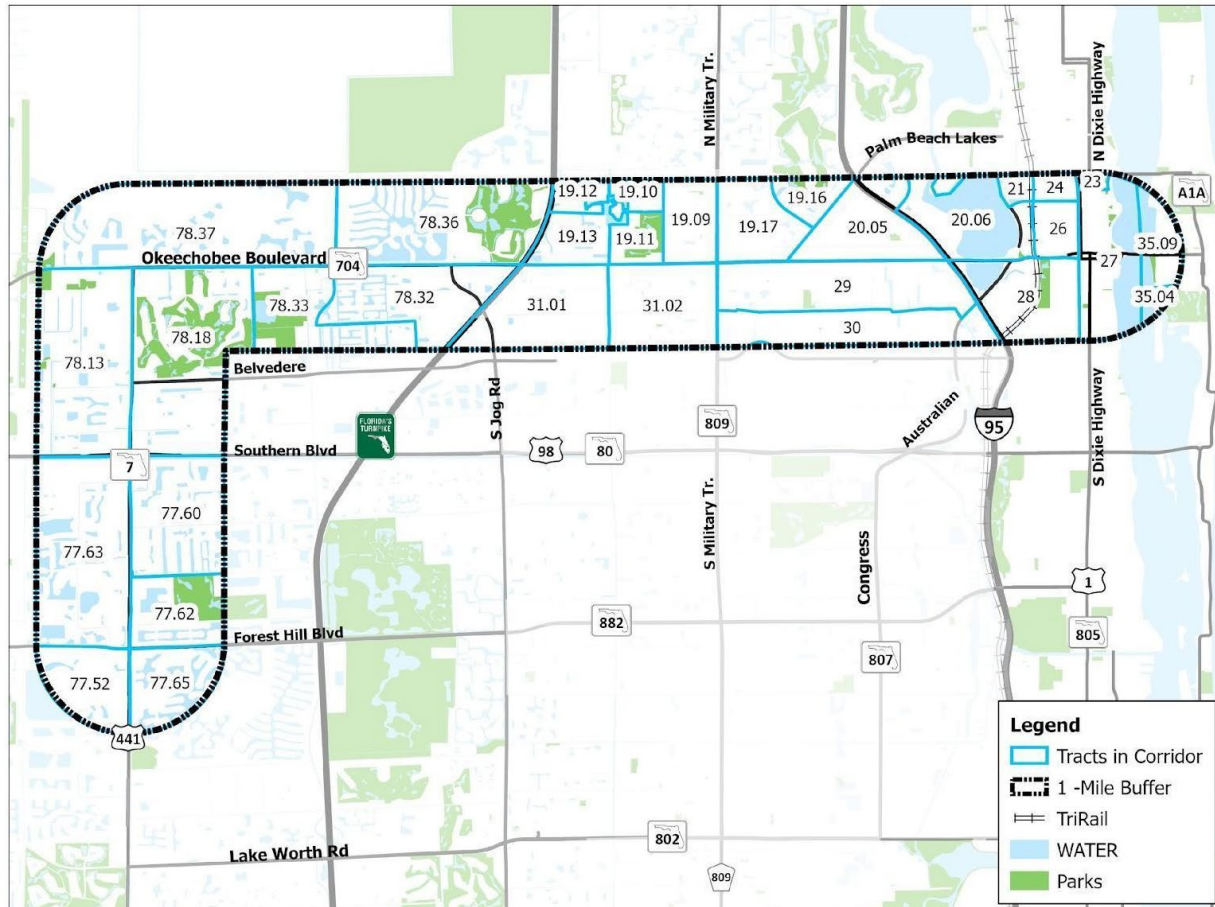 N Military Tr.
N Dixie Highway
Palm Beach Lakes
A1A
19.12
19.10
19.16
21
24
23
78.37
78.36
19.13
19.11
19.09
19.17
20.05
20.06
26
35.09
Okeechobee Boulevard
704
27
78.33
78.32
31.01
31.02
29
28
35.04
78.18
30
78.13
Belvedere
S Jog Rd
FLORIDA'S
TURNPIKE
809
Australian
95
S Dixie Highway
7
Southern Blvd
98
80
77.60
77.63
S Military Tr.
Congress
1
77.62
Forest Hill Blvd
882
805
807
77.52
77.65
441
Lake Worth Rd
802
809
Legend
Tracts in Corridor
1 -Mile Buffer
TriRail
WATER
Parks